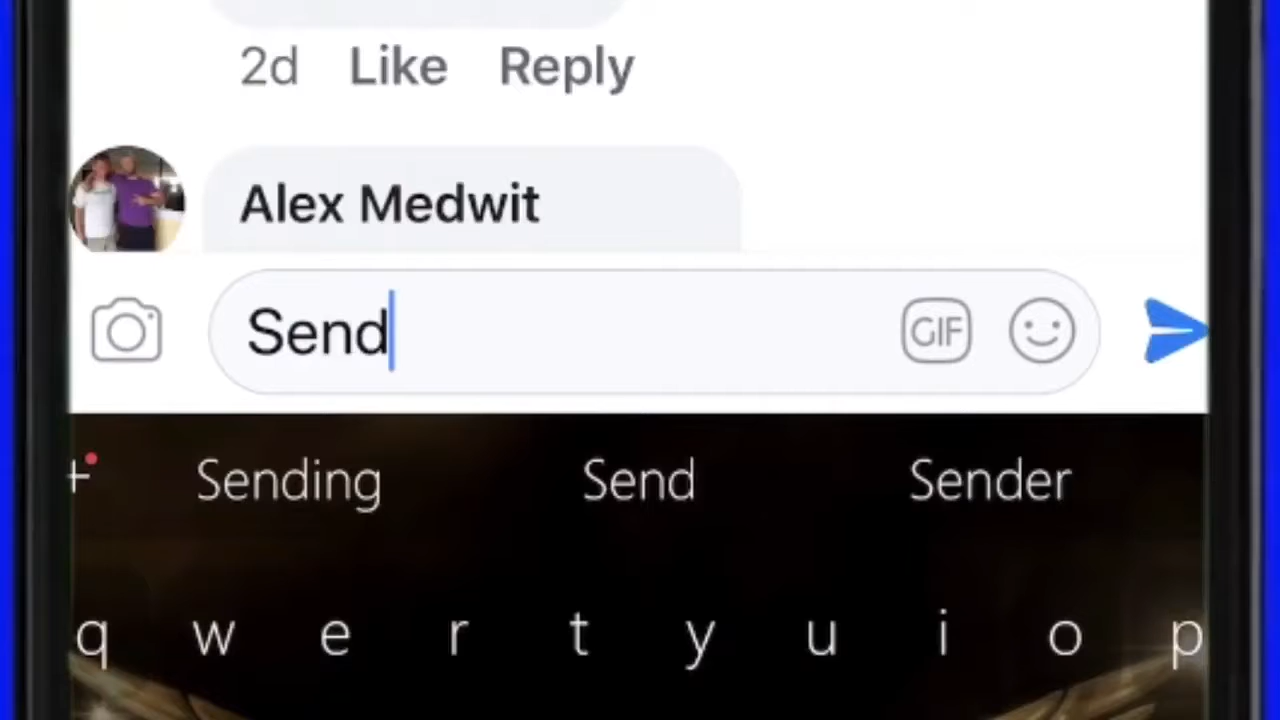 2d Like Reply
Alex Medwit
Send GIF
+ Sending Send Sender
q w e r t y u i o p